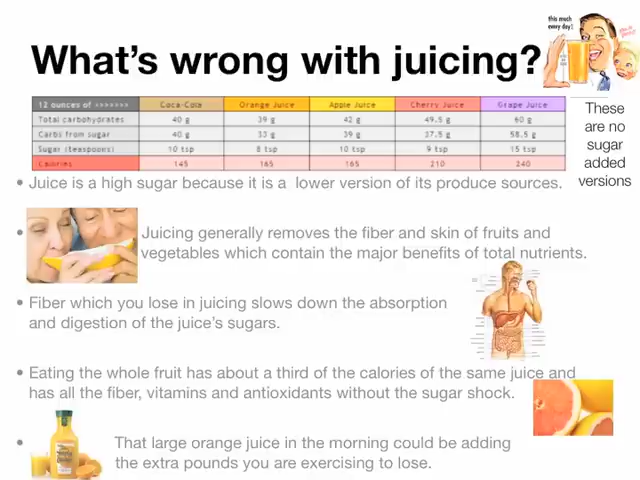 this much
every day!
What's wrong with juicing?
12 ounces of >>>>>>> Coca-Cola Orange Juice Apple Juice Cherry Juice Grape Juice
Total carbohydrates 40 g 39 g 42 g 49.5 g 60 g
Carbs from sugar 40 g 33 g 39 g 37.5 g 58.5 g
Sugar (teaspoons) 10 tsp 8 tsp 10 tsp 9 tsp 15 tsp
Calories 145 165 165 210 240
These
are no
sugar
added
versions
• Juice is a high sugar because it is a lower version of its produce sources.
• Juicing generally removes the fiber and skin of fruits and
vegetables which contain the major benefits of total nutrients.
• Fiber which you lose in juicing slows down the absorption
and digestion of the juice's sugars.
• Eating the whole fruit has about a third of the calories of the same juice and
has all the fiber, vitamins and antioxidants without the sugar shock.
• That large orange juice in the morning could be adding
the extra pounds you are exercising to lose.